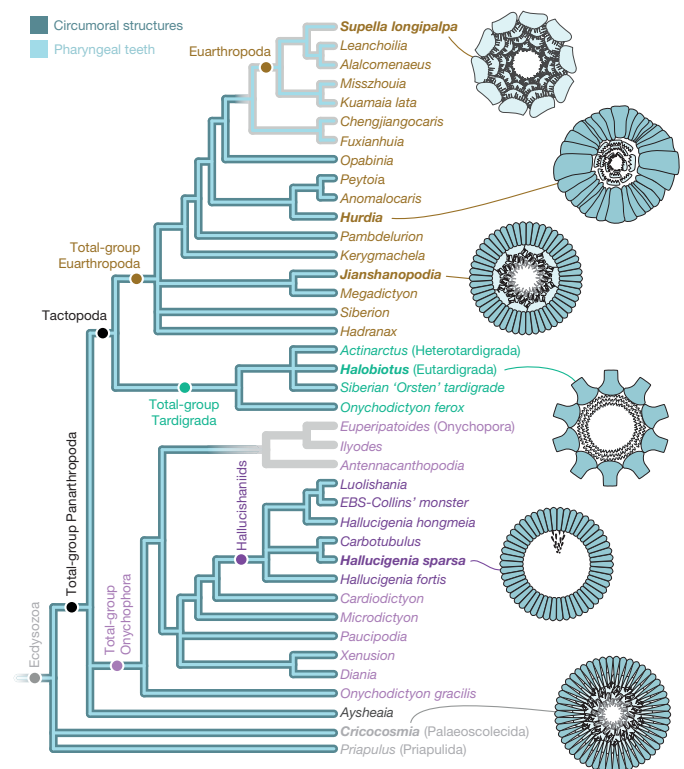 Circumoral structures
Pharyngeal teeth
Euarthropoda
Supella longipalpa
Leanchoilia
Alalcomenaeus
Misszhouia
Kuamaia lata
Chengjiangocaris
Fuxianhuia
Opabinia
Peytoia
Anomalocaris
Hurdia
Pambdelurion
Kerygmachela
Total-group
Euarthropoda
Jianshanopodia
Megadictyon
Siberion
Hadranax
Tactopoda
Actinarctus (Heterotardigrada)
Halobiotus (Eutardigrada)
Siberian ‘Orsten’ tardigrade
Onychodictyon ferox
Total-group
Tardigrada
Euperipatoides (Onychopora)
Ilyodes
Antennacanthopodia
Luolishania
EBS-Collins’ monster
Hallucigenia hongmeia
Carbotubulus
Hallucigenia sparsa
Hallucigenia fortis
Hallucishaniids
Cardiodictyon
Microdictyon
Paucipodia
Xenusion
Diania
Onychodictyon gracilis
Total-group Panarthropoda
Total-group
Onychophora
Ecdysozoa
Aysheaia
Cricocosmia (Palaeoscolecida)
Priapulus (Priapulida)